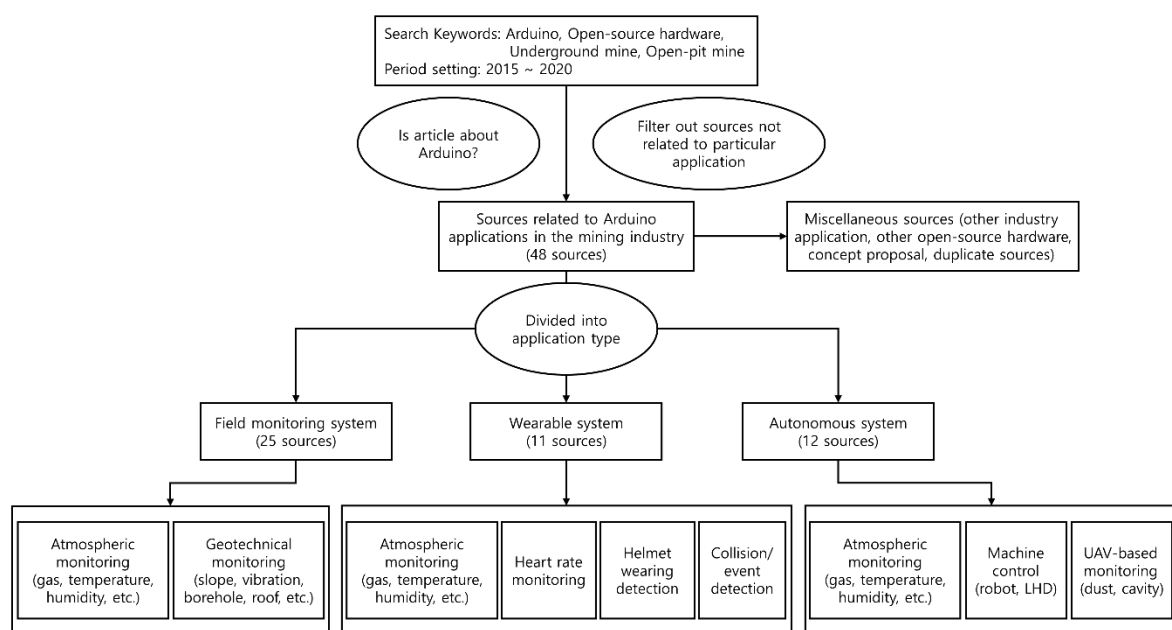 Search Keywords: Arduino, Open-source hardware,
Underground mine, Open-pit mine
Period setting: 2015 ~ 2020
Is article about
Arduino?
Filter out sources not
related to particular
application
Sources related to Arduino
applications in the mining industry
(48 sources)
Miscellaneous sources (other industry
application, other open-source hardware,
concept proposal, duplicate sources)
Divided into
application type
Field monitoring system
(25 sources)
Wearable system
(11 sources)
Autonomous system
(12 sources)
Atmospheric
monitoring
(gas, temperature,
humidity, etc.)
Geotechnical
monitoring
(slope, vibration,
borehole, roof, etc.)
Atmospheric
monitoring
(gas, temperature,
humidity, etc.)
Heart rate
monitoring
Helmet
wearing
detection
Collision/
event
detection
Atmospheric
monitoring
(gas, temperature,
humidity, etc.)
Machine
control
(robot, LHD)
UAV-based
monitoring
(dust, cavity)